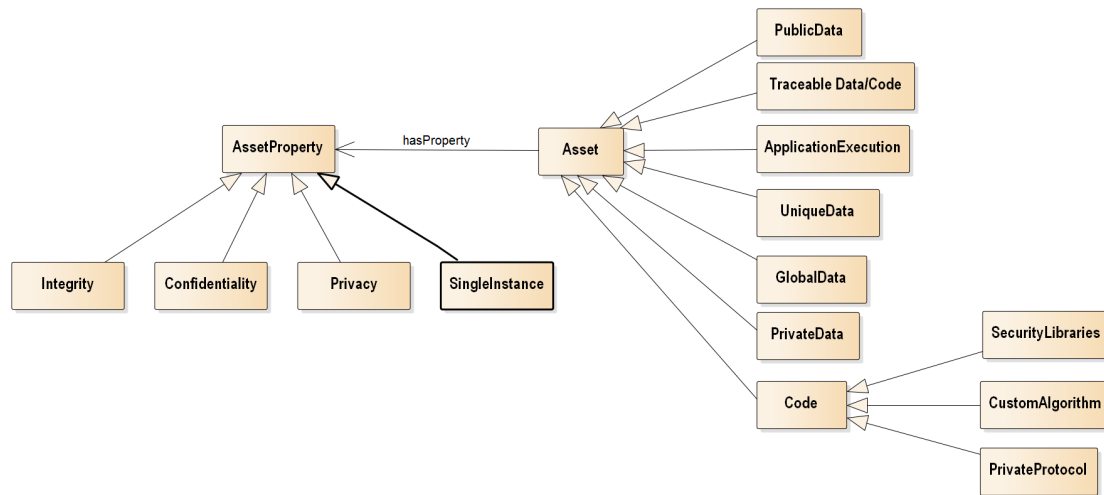 PublicData
Traceable Data/Code
AssetProperty
hasProperty
Asset
ApplicationExecution
UniqueData
Integrity
Confidentiality
Privacy
SingleInstance
GlobalData
PrivateData
SecurityLibraries
Code
CustomAlgorithm
PrivateProtocol